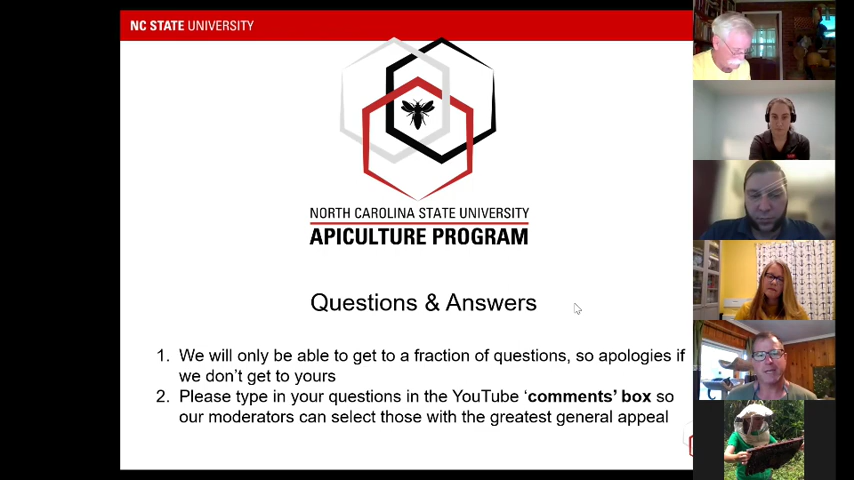 NC STATE UNIVERSITY
NORTH CAROLINA STATE UNIVERSITY
APICULTURE PROGRAM
Questions & Answers
1. We will only be able to get to a fraction of questions, so apologies if
we don't get to yours
2. Please type in your questions in the YouTube 'comments' box so
our moderators can select those with the greatest general appeal